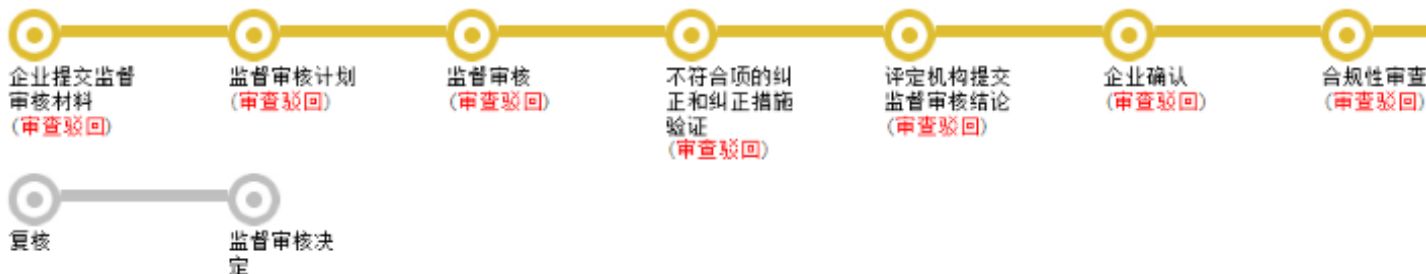 企业提交监督
审核材料
(审查驳回)
监督审核计划
(审查驳回)
监督审核
(审查驳回)
不符合项的纠
正和纠正措施
验证
(审查驳回)
评定机构提交
监督审核结论
(审查驳回)
企业确认
(审查驳回)
合规性审查
(审查驳回)
复核
监督审核决
定